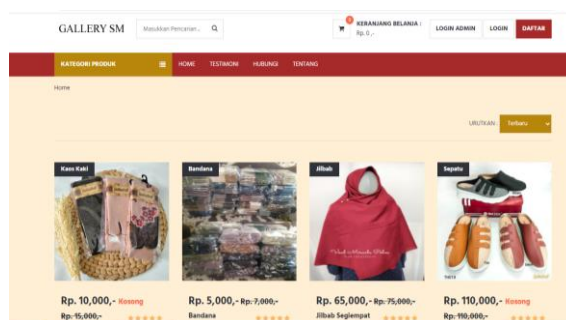 GALLERY SM
Masukkan Pencarian..
0
KERANJANG BELANJA :
Rp. 0 ,-
LOGIN ADMIN
LOGIN
DAFTAR
KATEGORI PRODUK
HOME
TESTIMONI
HUBUNGI
TENTANG
Home
URUTKAN :
Terbaru
Kaos Kaki
Bandana
Jilbab
Sepatu
Rp. 10,000,- Kosong
Rp. 15,000,-
Rp. 5,000,- Rp. 7,000,-
Bandana
Rp. 65,000,- Rp. 75,000,-
Jilbab Segiempat
Rp. 110,000,- Kosong
Rp. 110,000,-